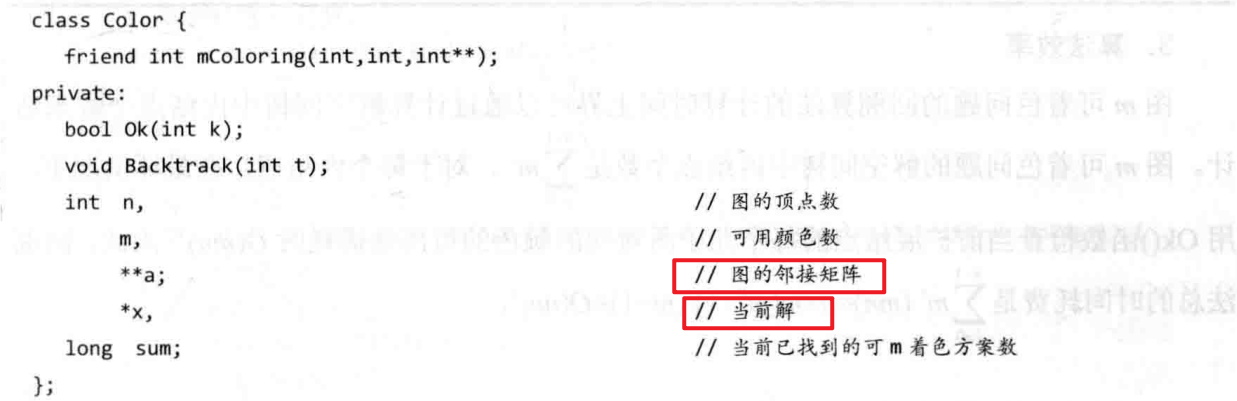 class Color {
friend int mColoring(int,int,int**);
private:
bool Ok(int k);
void Backtrack(int t);
int n, // 图的顶点数
m, // 可用颜色数
**a; // 图的邻接矩阵
*x, // 当前解
long sum; // 当前已找到的可 m 着色方案数
};